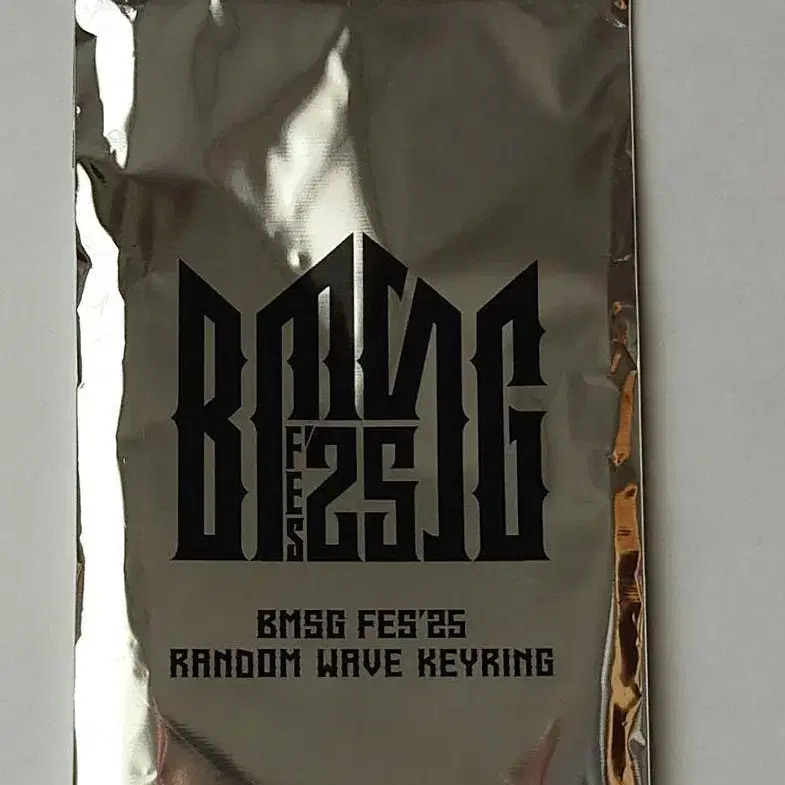 BMSG
FES'25
BMSG FES'25
RANDOM WAVE KEYRING